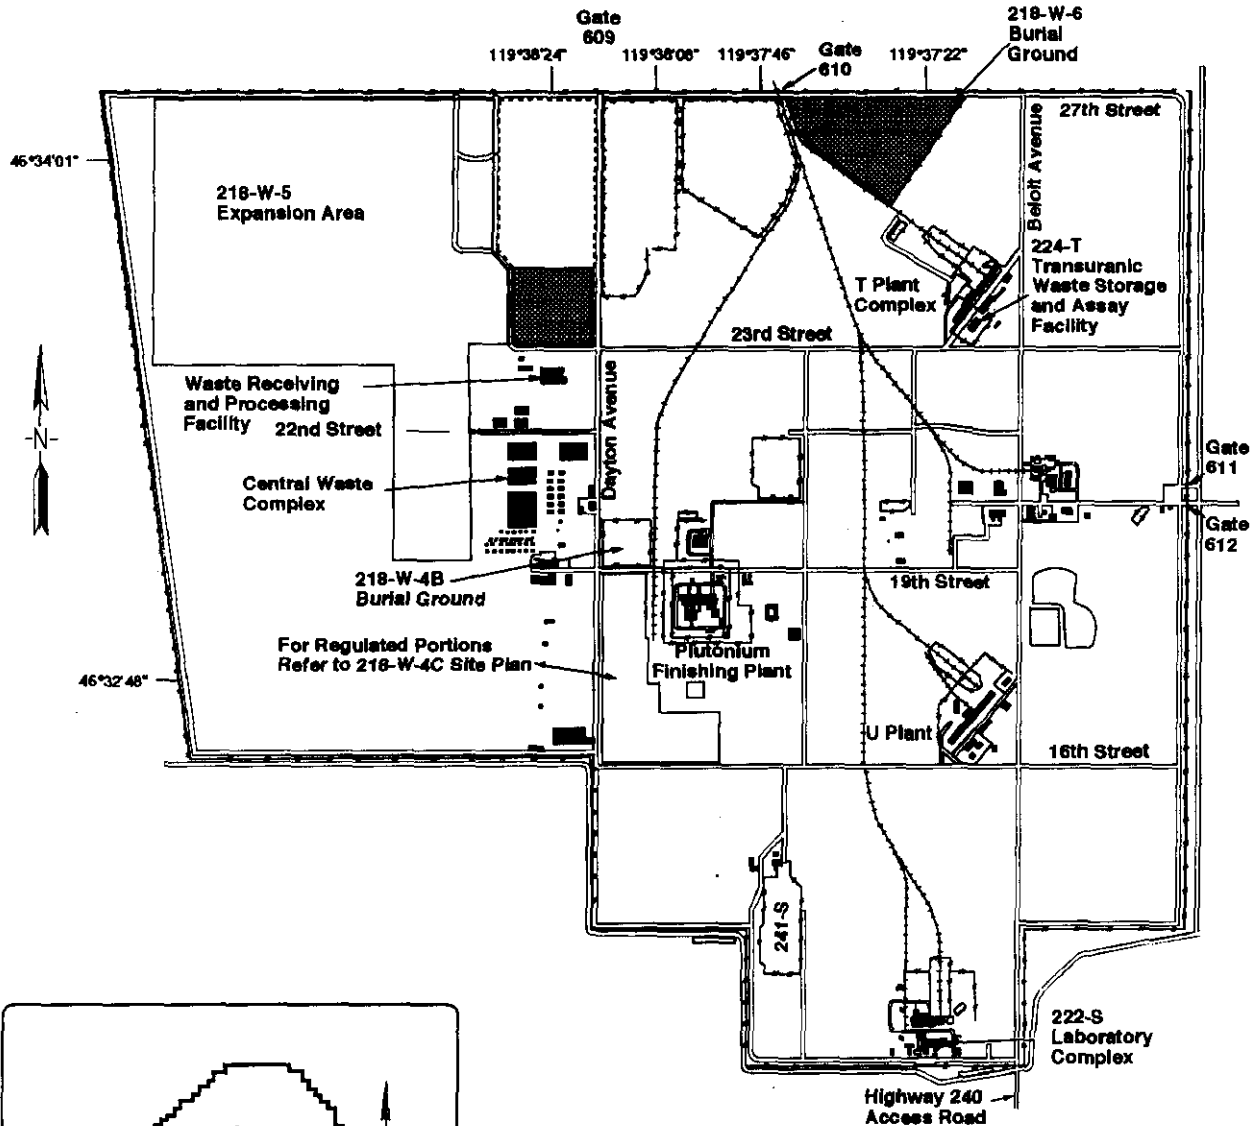 Gate
609
218-W-6
Burial
Ground
119°38'24"
119°38'08"
119°37'46"
Gate
610
119°37'22"
27th Street
46°34'01"
218-W-5
Expansion Area
Beloit Avenue
224-T
Transuranic
Waste Storage
and Assay
Facility
T Plant
Complex
23rd Street
Waste Receiving
and Processing
Facility
22nd Street
Dayton Avenue
-N-
Central Waste
Complex
Gate
611
Gate
612
218-W-4B
Burial Ground
19th Street
For Regulated Portions
Refer to 218-W-4C Site Plan
Plutonium
Finishing Plant
46°32'48"
U Plant
16th Street
241-S
222-S
Laboratory
Complex
Highway 240
Access Road